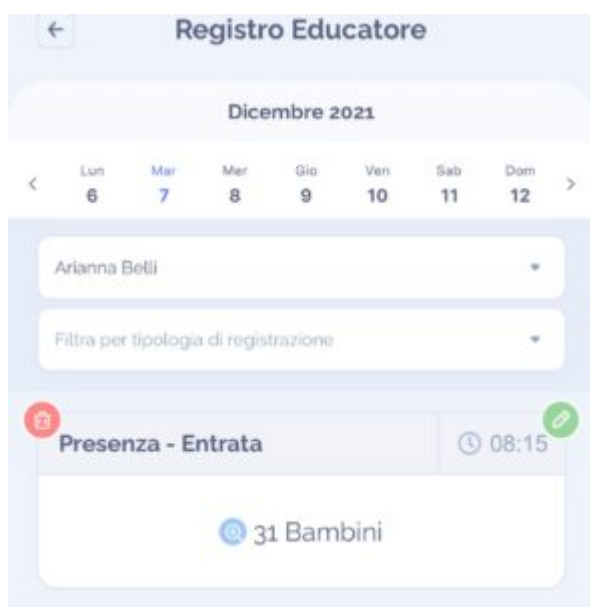 Registro Educatore
Dicembre 2021
Lun Mar Mer Gio Ven Sab Dom
6 7 8 9 10 11 12
Arianna Belli
Filtra per tipologia di registrazione
Presenza - Entrata 08:15
31 Bambini